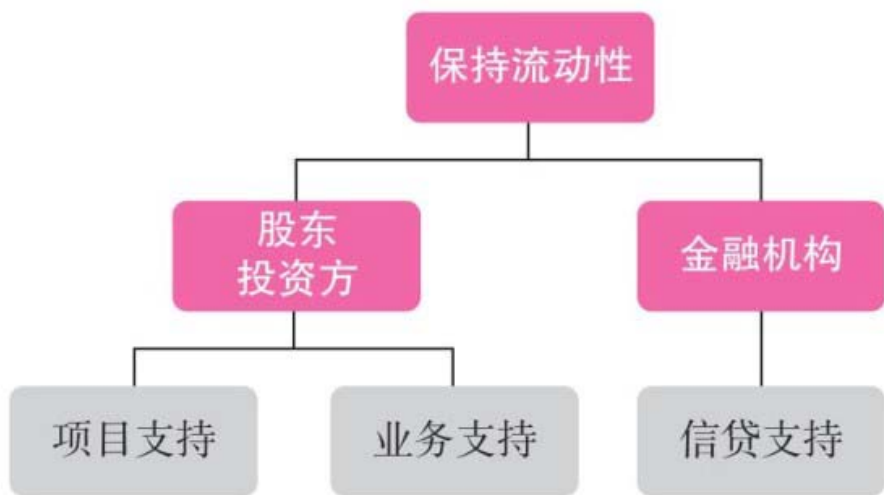 保持流动性
股东
投资方
金融机构
项目支持
业务支持
信贷支持